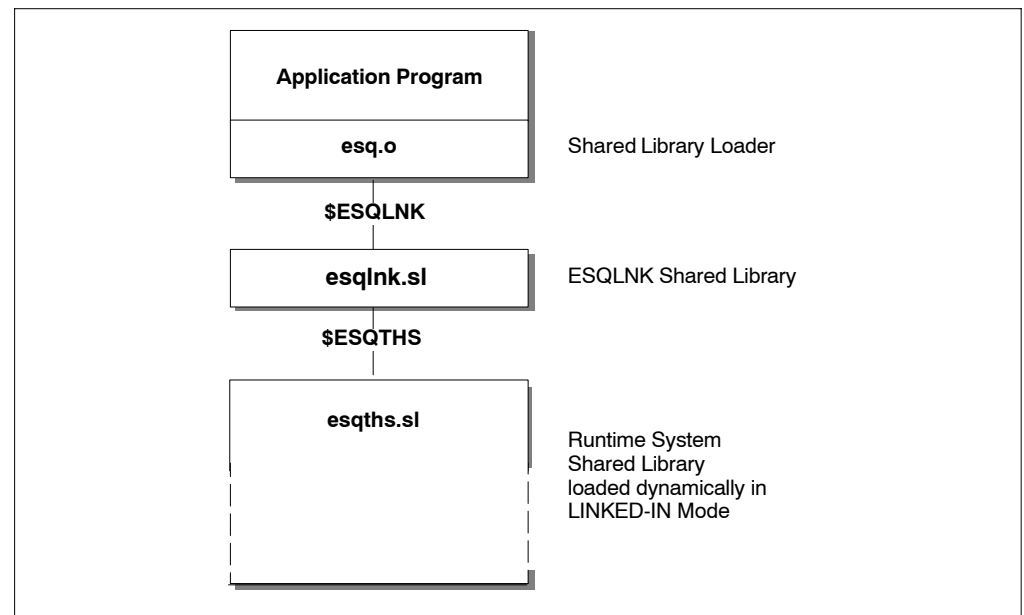 Application Program
esq.o
Shared Library Loader
$ESQLNK
esqlnk.sl
ESQLNK Shared Library
$ESQTHS
esqths.sl
Runtime System
Shared Library
loaded dynamically in
LINKED-IN Mode